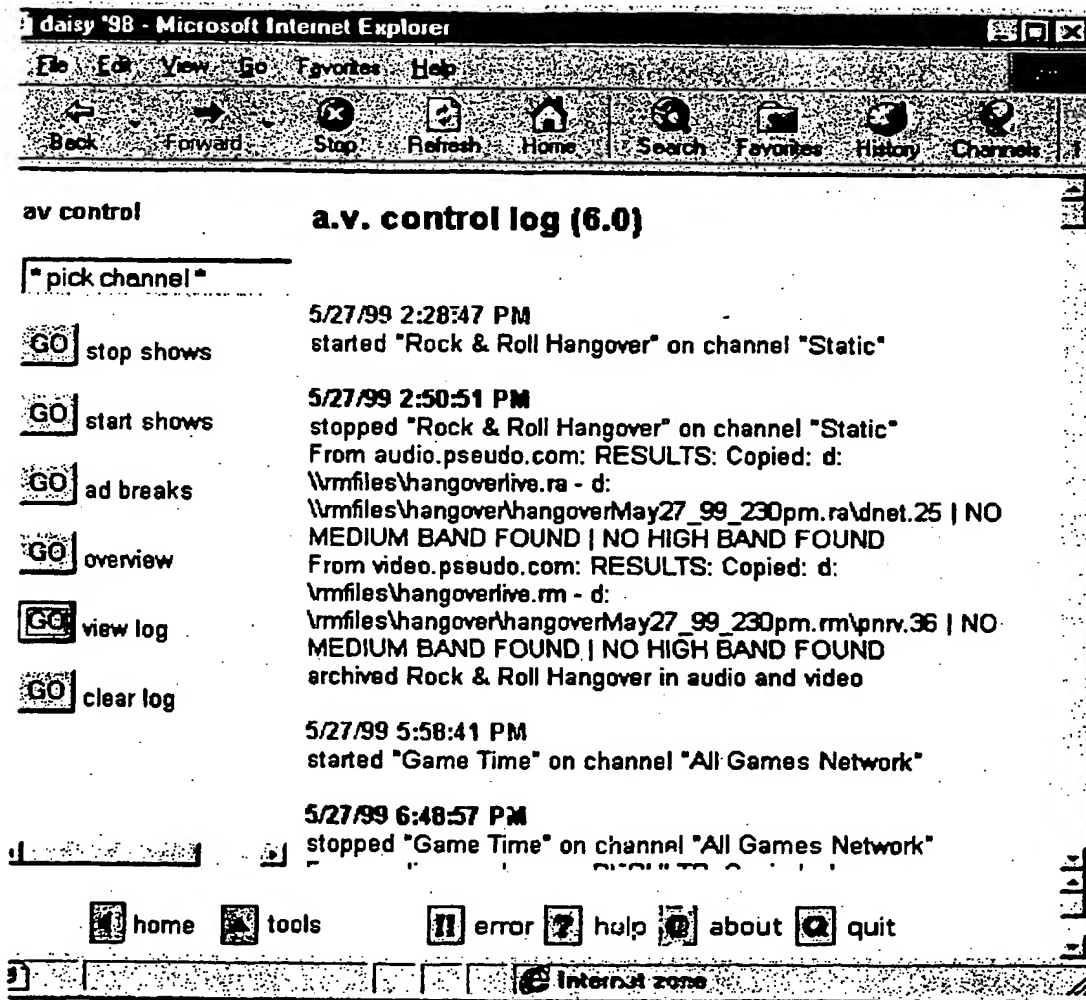 daisy '98 - Microsoft Internet Explorer
File Edit View Go Favorites Help
Back Forward Stop Refresh Home Search Favorites History Channels
av control
* pick channel *
GO stop shows
GO start shows
GO ad breaks
GO overview
GO view log
GO clear log
a.v. control log (6.0)
5/27/99 2:28:47 PM
started "Rock & Roll Hangover" on channel "Static"
5/27/99 2:50:51 PM
stopped "Rock & Roll Hangover" on channel "Static"
From audio.pseudo.com: RESULTS: Copied: d:
\\rmfiles\hangoverlive.ra - d:
\\rmfiles\hangover\hangoverMay27_99_230pm.ra\dnet.25 | NO
MEDIUM BAND FOUND | NO HIGH BAND FOUND
From video.pseudo.com: RESULTS: Copied: d:
\rmfiles\hangoverlive.rm - d:
\rmfiles\hangover\hangoverMay27_99_230pm.rm\pnrv.36 | NO
MEDIUM BAND FOUND | NO HIGH BAND FOUND
archived Rock & Roll Hangover in audio and video
5/27/99 5:58:41 PM
started "Game Time" on channel "All Games Network"
5/27/99 6:48:57 PM
stopped "Game Time" on channel "All Games Network"
home tools error ? help @ about quit
Internet zone